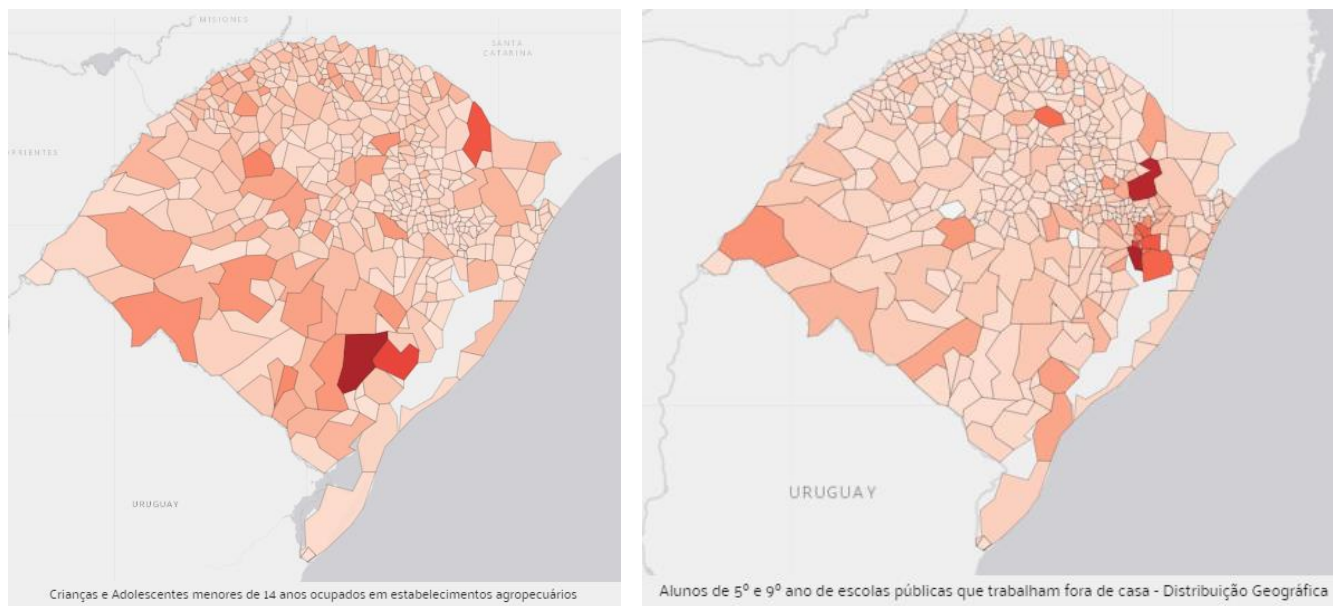 MISIONES
SANTA
CATARINA
URUGUAY
Crianças e Adolescentes menores de 14 anos ocupados em estabelecimentos agropecuários
URUGUAY
Alunos de 5º e 9º ano de escolas públicas que trabalham fora de casa - Distribuição Geográfica